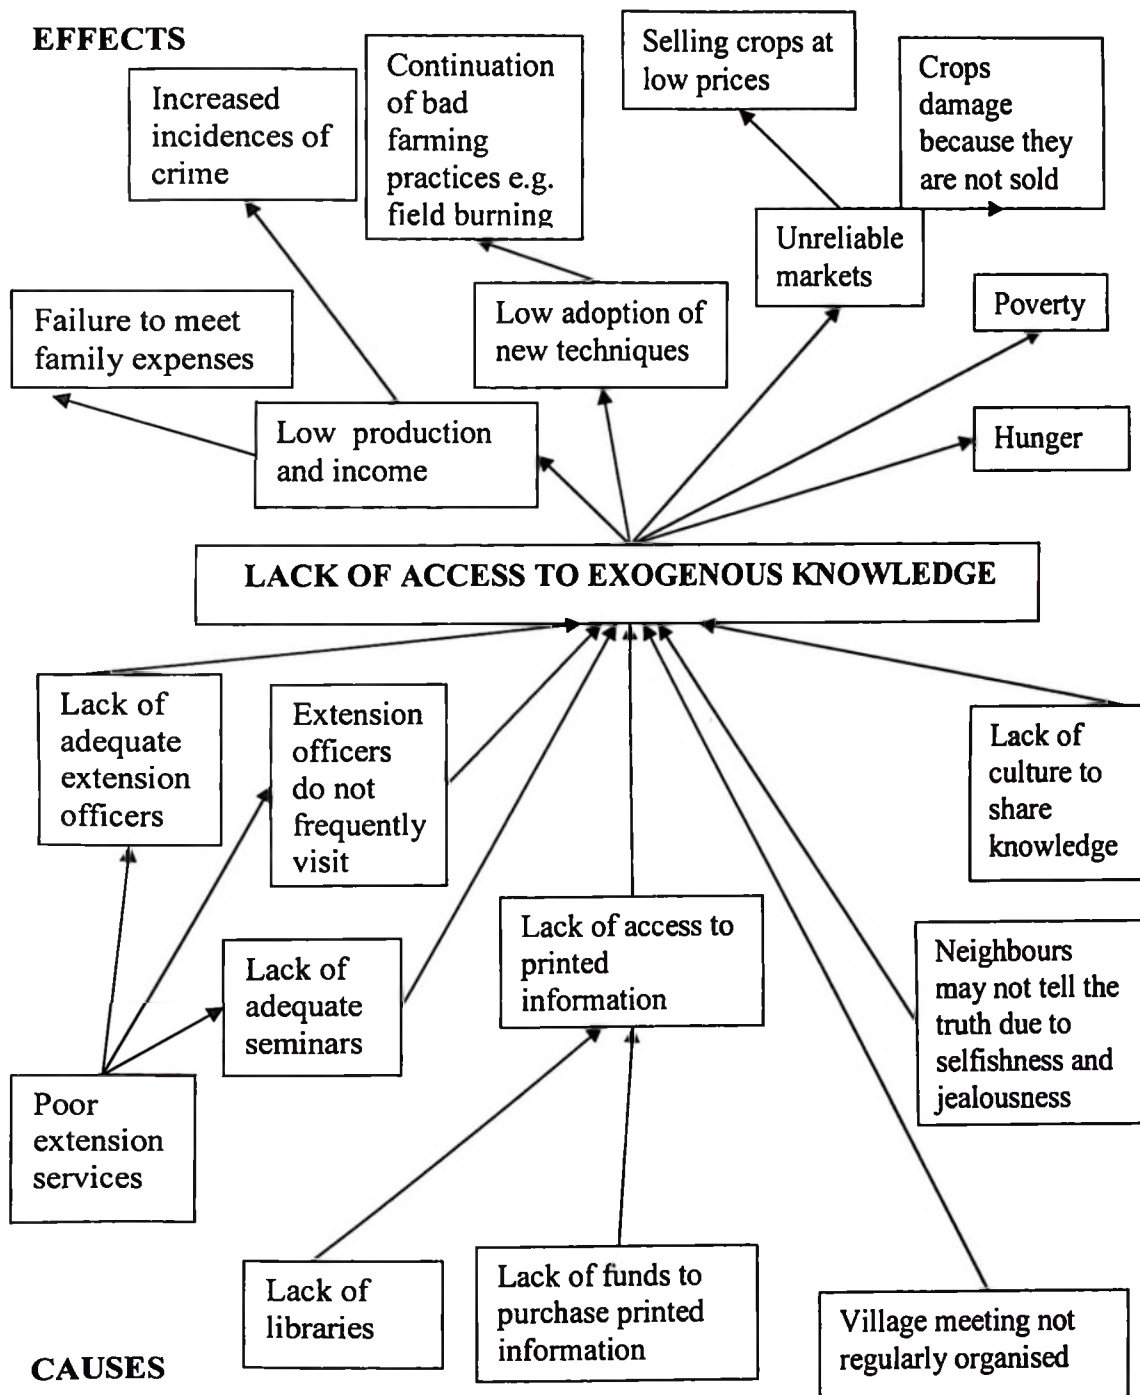 EFFECTS
Increased
incidences of
crime
Continuation
of bad
farming
practices e.g.
field burning
Selling crops at
low prices
Crops
damage
because they
are not sold
Unreliable
markets
Failure to meet
family expenses
Low adoption of
new techniques
Poverty
Low production
and income
Hunger
LACK OF ACCESS TO EXOGENOUS KNOWLEDGE
Lack of
adequate
extension
officers
Extension
officers
do not
frequently
visit
Lack of
culture to
share
knowledge
Lack of access to
printed
information
Lack of
adequate
seminars
Neighbours
may not tell the
truth due to
selfishness and
jealousness
Poor
extension
services
Lack of
libraries
Lack of funds to
purchase printed
information
Village meeting not
regularly organised
CAUSES